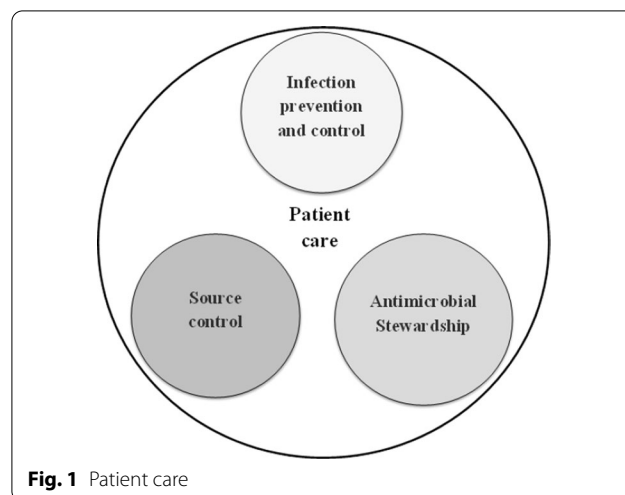 Infection
prevention
and control
Patient
care
Source
control
Antimicrobial
Stewardship
Fig. 1 Patient care